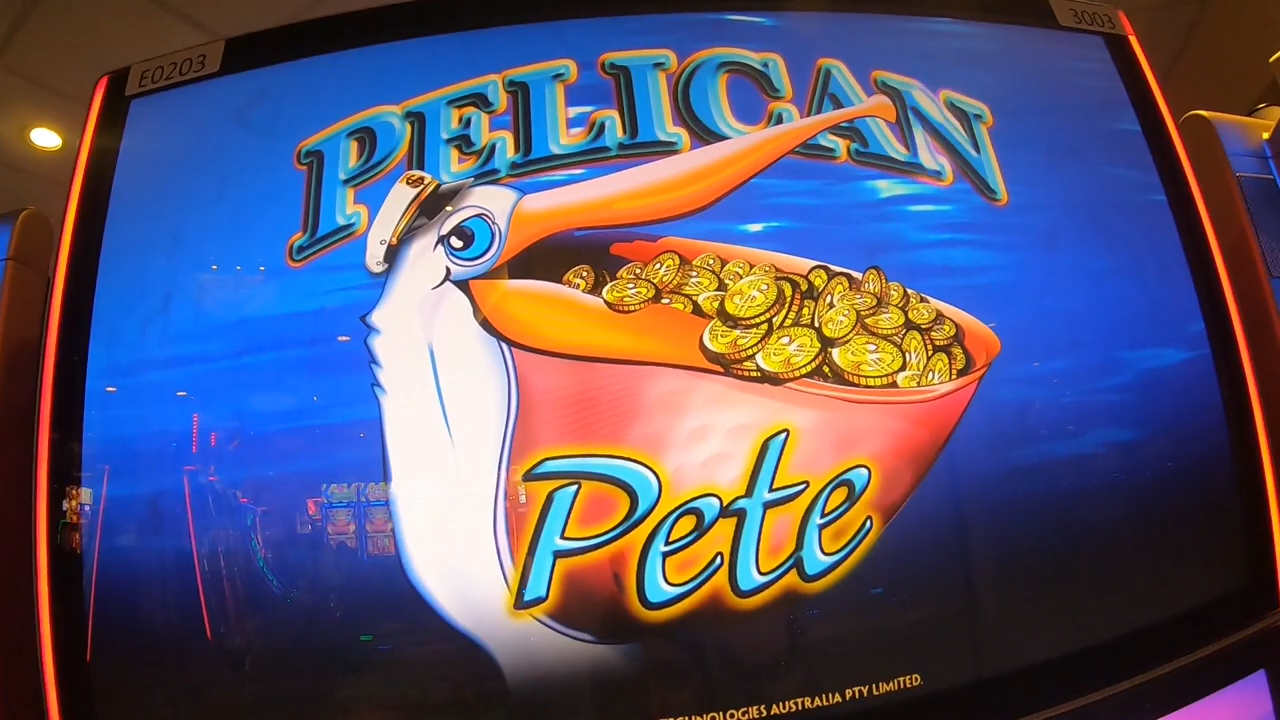 E0203
3003
PELICAN
Pete
TECHNOLOGIES AUSTRALIA PTY LIMITED.